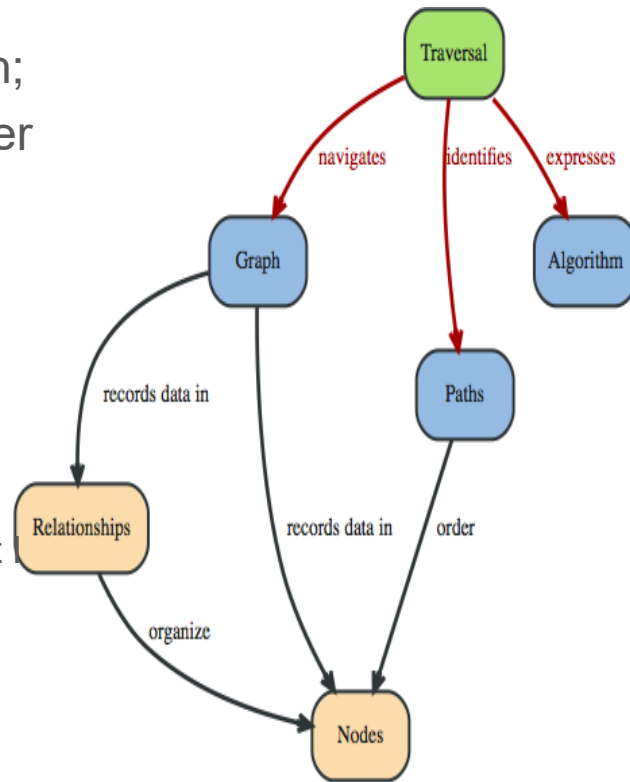 Traversal
n;
er
navigates
identifies
expresses
Graph
Algorithm
records data in
Paths
Relationships
records data in
order
organize
Nodes